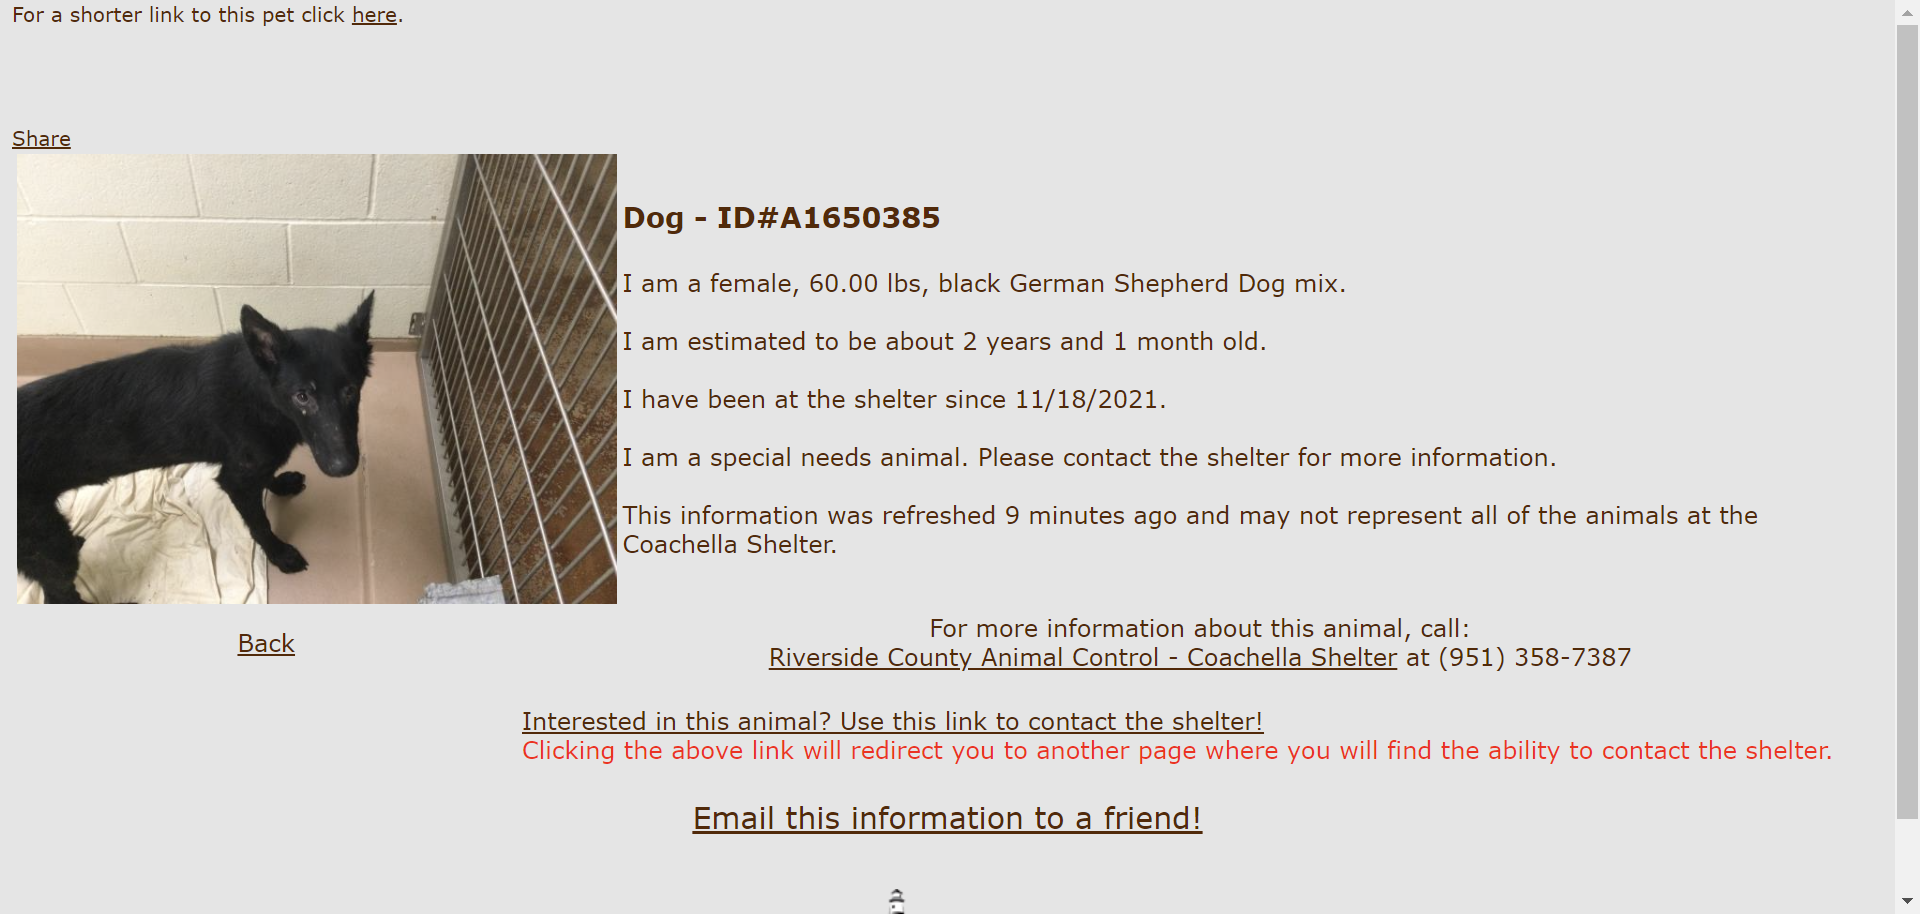 For a shorter link to this pet click here.
Share
Dog - ID#A1650385
I am a female, 60.00 lbs, black German Shepherd Dog mix.
I am estimated to be about 2 years and 1 month old.
I have been at the shelter since 11/18/2021.
I am a special needs animal. Please contact the shelter for more information.
This information was refreshed 9 minutes ago and may not represent all of the animals at the
Coachella Shelter.
Back
For more information about this animal, call:
Riverside County Animal Control - Coachella Shelter at (951) 358-7387
Interested in this animal? Use this link to contact the shelter!
Clicking the above link will redirect you to another page where you will find the ability to contact the shelter.
Email this information to a friend!